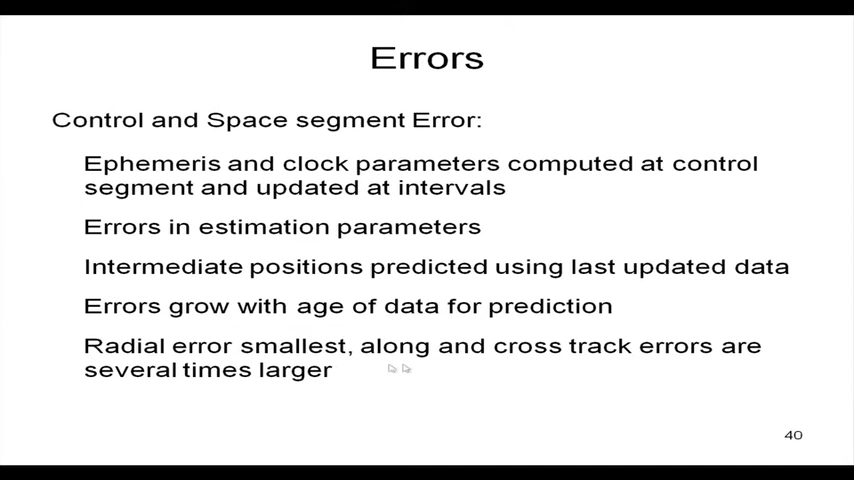 Errors
Control and Space segment Error:
Ephemeris and clock parameters computed at control
segment and updated at intervals
Errors in estimation parameters
Intermediate positions predicted using last updated data
Errors grow with age of data for prediction
Radial error smallest, along and cross track errors are
several times larger
40